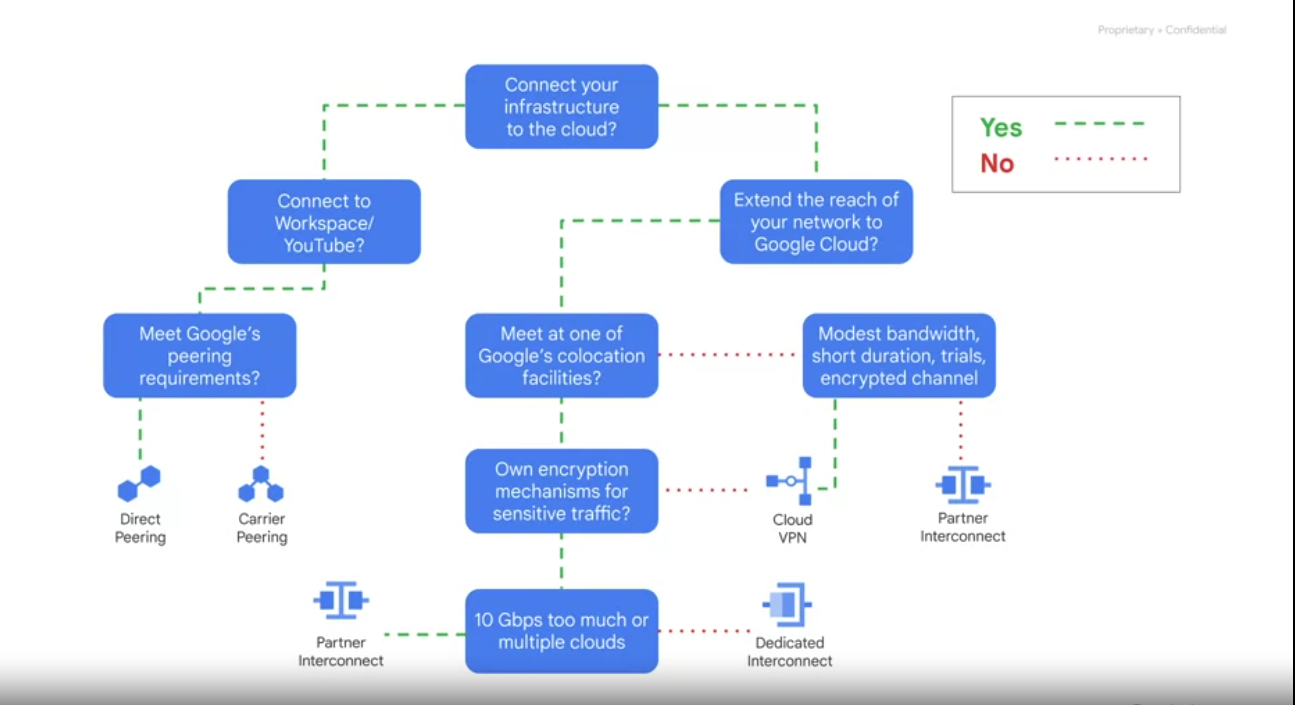 Proprietary + Confidential
Connect your
infrastructure
to the cloud?
Yes
No
Connect to
Workspace/
YouTube?
Extend the reach of
your network to
Google Cloud?
Meet Google's
peering
requirements?
Meet at one of
Google's colocation
facilities?
Modest bandwidth,
short duration, trials,
encrypted channel
Own encryption
mechanisms for
sensitive traffic?
Direct
Peering
Carrier
Peering
Cloud
VPN
Partner
Interconnect
Partner
Interconnect
10 Gbps too much or
multiple clouds
Dedicated
Interconnect